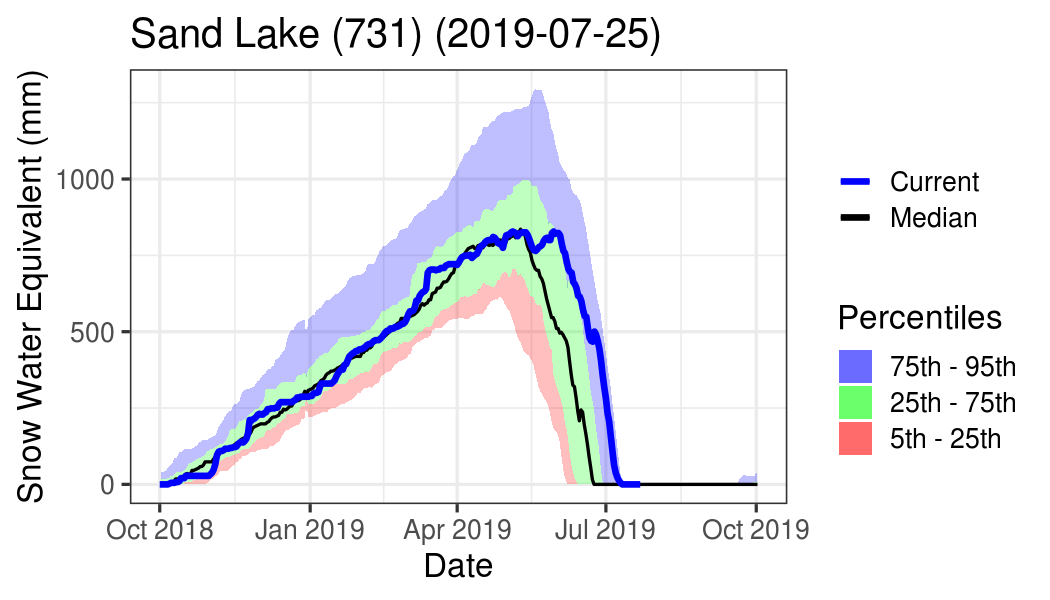 Sand Lake (731) (2019-07-25)
Snow Water Equivalent (mm)
1000
500
0
Oct 2018 Jan 2019 Apr 2019 Jul 2019 Oct 2019
Date
Current
Median
Percentiles
75th - 95th
25th - 75th
5th - 25th